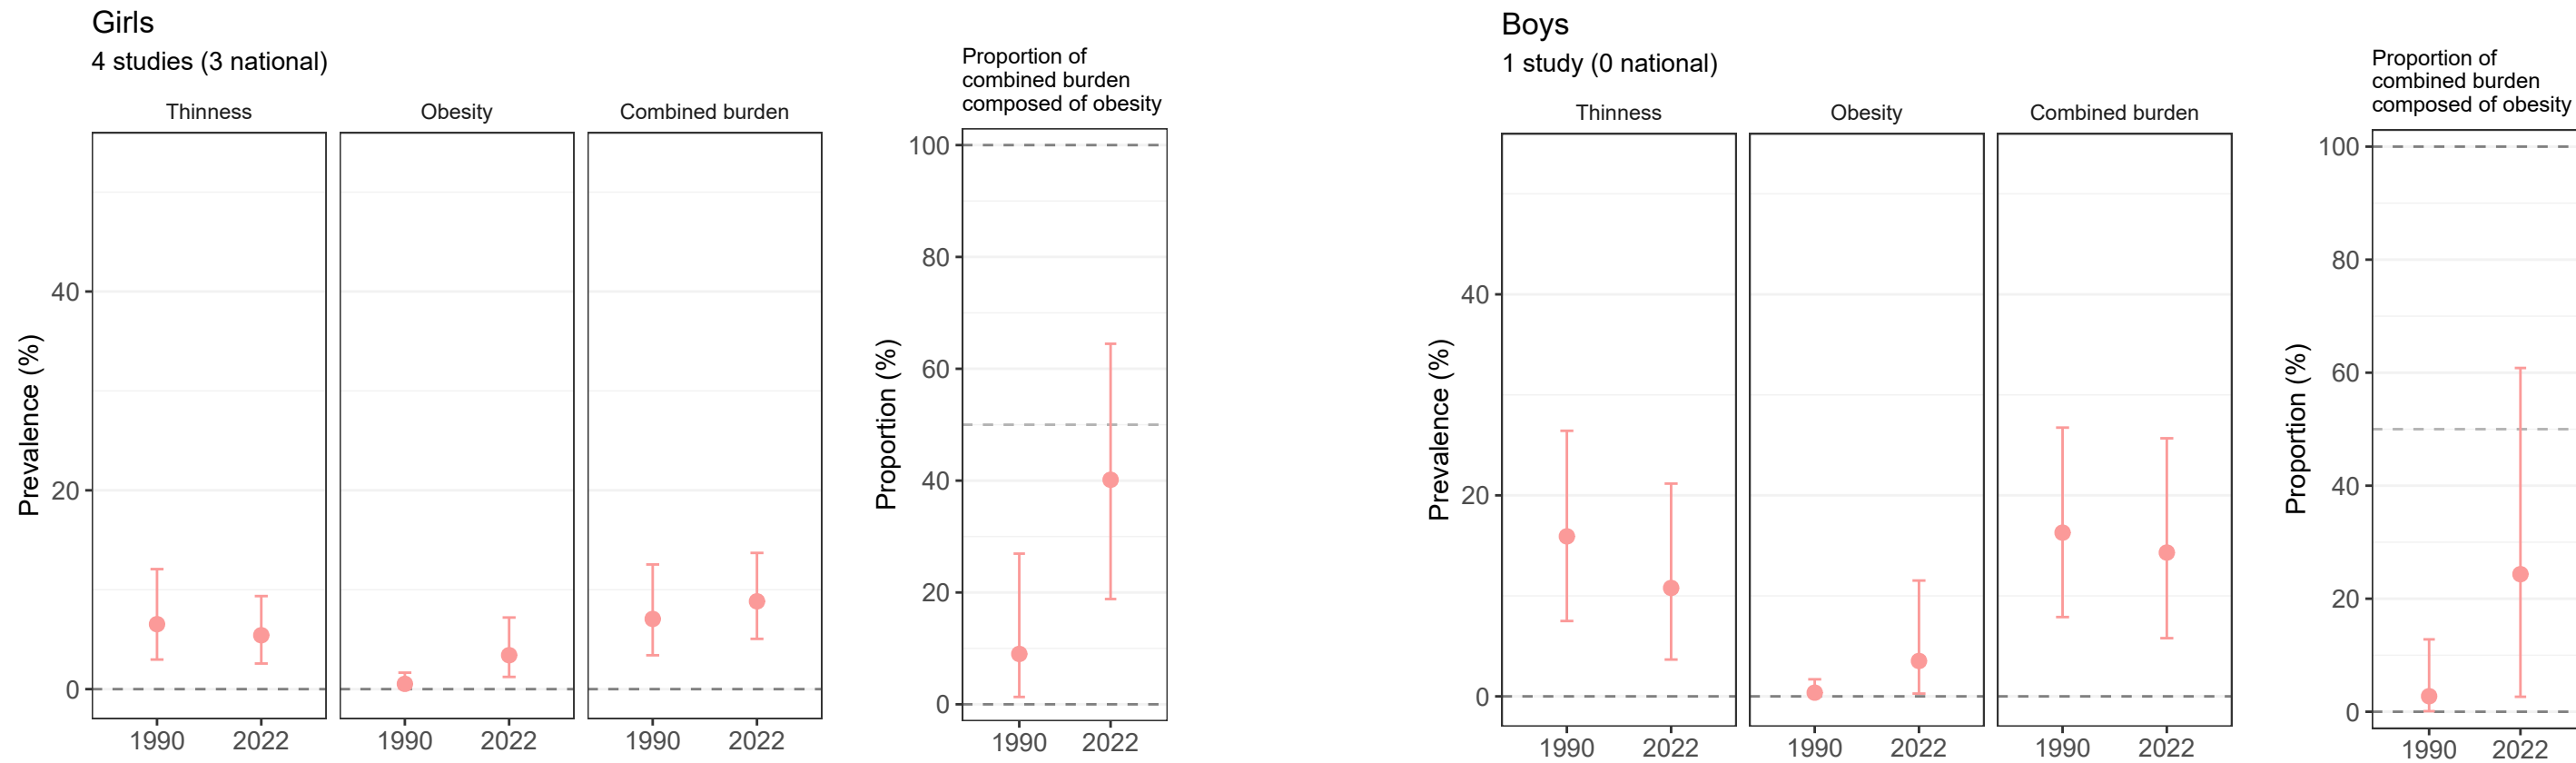 Girls
4 studies (3 national)
Thinness
Obesity
Combined burden
Proportion of
combined burden
composed of obesity
Prevalence (%)
40
20
0
1990 2022
1990 2022
1990 2022
Proportion (%)
100
80
60
40
20
0
1990 2022
Boys
1 study (0 national)
Thinness
Obesity
Combined burden
Proportion of
combined burden
composed of obesity
Prevalence (%)
40
20
0
1990 2022
1990 2022
1990 2022
Proportion (%)
100
80
60
40
20
0
1990 2022